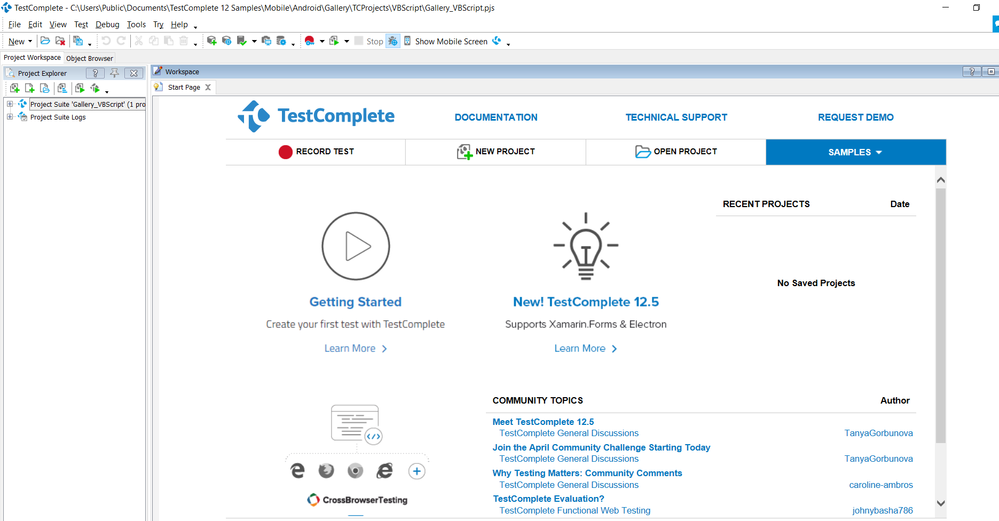 TestComplete - C:\Users\Public\Documents\TestComplete 12 Samples\Mobile\Android\Gallery\TCProjects\VBScript\Gallery_VBScript.pjs
File Edit View Test Debug Tools Try Help
New Stop Show Mobile Screen
Project Workspace Object Browser
Project Explorer ? Workspace ?
Start Page
Project Suite 'Gallery_VBScript' (1 pro
Project Suite Logs
TestComplete DOCUMENTATION TECHNICAL SUPPORT REQUEST DEMO
RECORD TEST NEW PROJECT OPEN PROJECT SAMPLES
RECENT PROJECTS Date
No Saved Projects
Getting Started
Create your first test with TestComplete
Learn More >
New! TestComplete 12.5
Supports Xamarin.Forms & Electron
Learn More >
COMMUNITY TOPICS Author
Meet TestComplete 12.5
TestComplete General Discussions TanyaGorbunova
Join the April Community Challenge Starting Today
TestComplete General Discussions TanyaGorbunova
Why Testing Matters: Community Comments
TestComplete General Discussions caroline-ambros
TestComplete Evaluation?
TestComplete Functional Web Testing johnybasha786
</>
CrossBrowserTesting